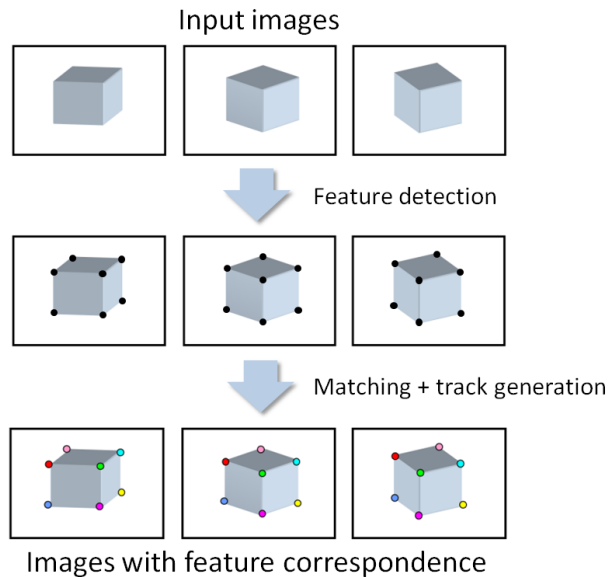 Input images
Feature detection
Matching + track generation
Images with feature correspondence